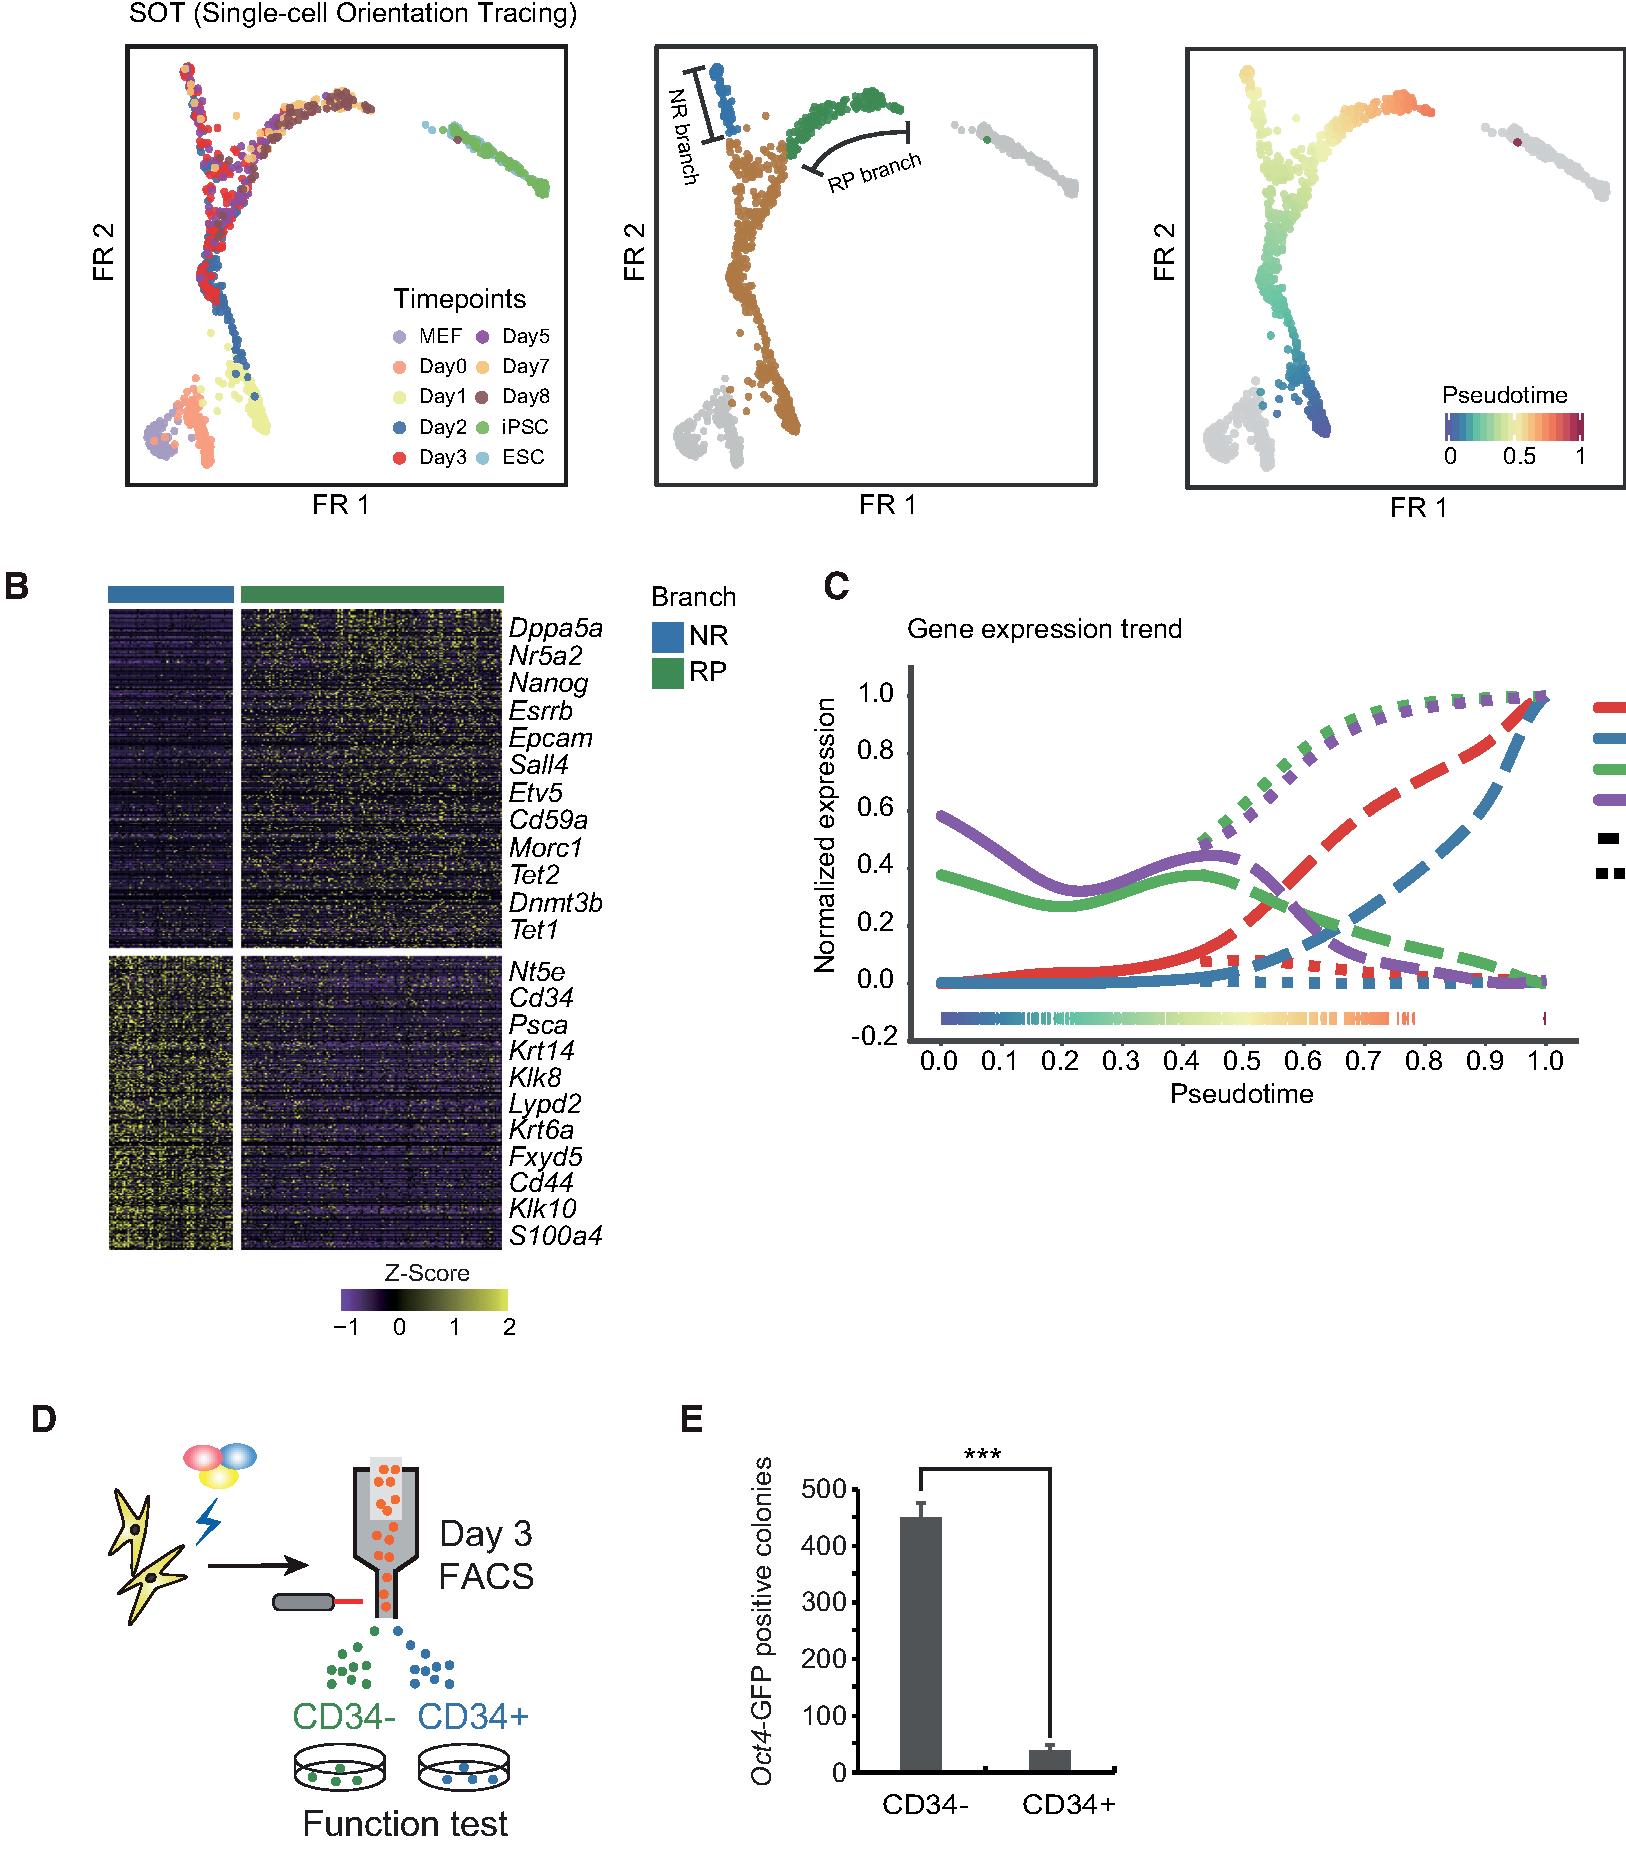 SOT (Single-cell Orientation Tracing)
FR 2
Timepoints
MEF
Day5
Day0
Day7
Day1
Day8
Day2
iPSC
Day3
ESC
FR 1
FR 2
NR branch
RP branch
FR 1
FR 2
Pseudotime
0 0.5 1
FR 1
B
Dppa5a
Nr5a2
Nanog
Esrrb
Epcam
Sall4
Etv5
Cd59a
Morc1
Tet2
Dnmt3b
Tet1
Nt5e
Cd34
Psca
Krt14
Klk8
Lypd2
Krt6a
Fxyd5
Cd44
Klk10
S100a4
Z-Score
−1 0 1 2
Branch
NR
RP
C
Gene expression trend
Normalized expression
1.0
0.8
0.6
0.4
0.2
0.0
-0.2
0.0 0.1 0.2 0.3 0.4 0.5 0.6 0.7 0.8 0.9 1.0
Pseudotime
D
Day 3
FACS
CD34- CD34+
Function test
E
***
Oct4-GFP positive colonies
500
400
300
200
100
0
CD34- CD34+